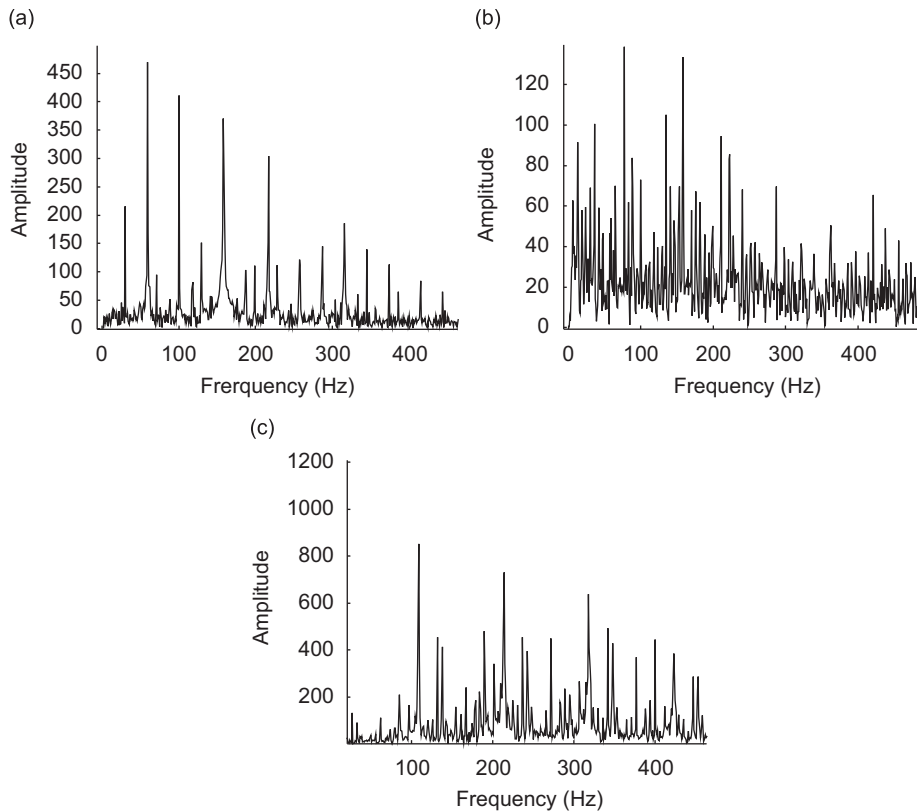 (a)
450
400
350
300
250
200
150
100
50
0
Amplitude
0 100 200 300 400
Frerquency (Hz)
(b)
120
100
80
60
40
20
0
Amplitude
0 100 200 300 400
Frequency (Hz)
(c)
1200
1000
800
600
400
200
Amplitude
100 200 300 400
Frequency (Hz)